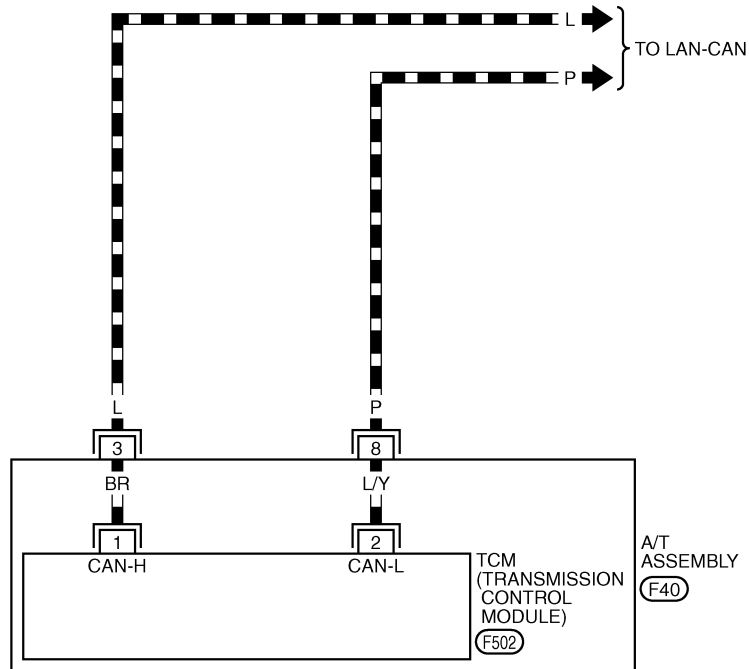 L
TO LAN-CAN
P
L
P
3
8
BR
L/Y
1
2
CAN-H
CAN-L
TCM
(TRANSMISSION
CONTROL
MODULE)
F502
A/T
ASSEMBLY
F40